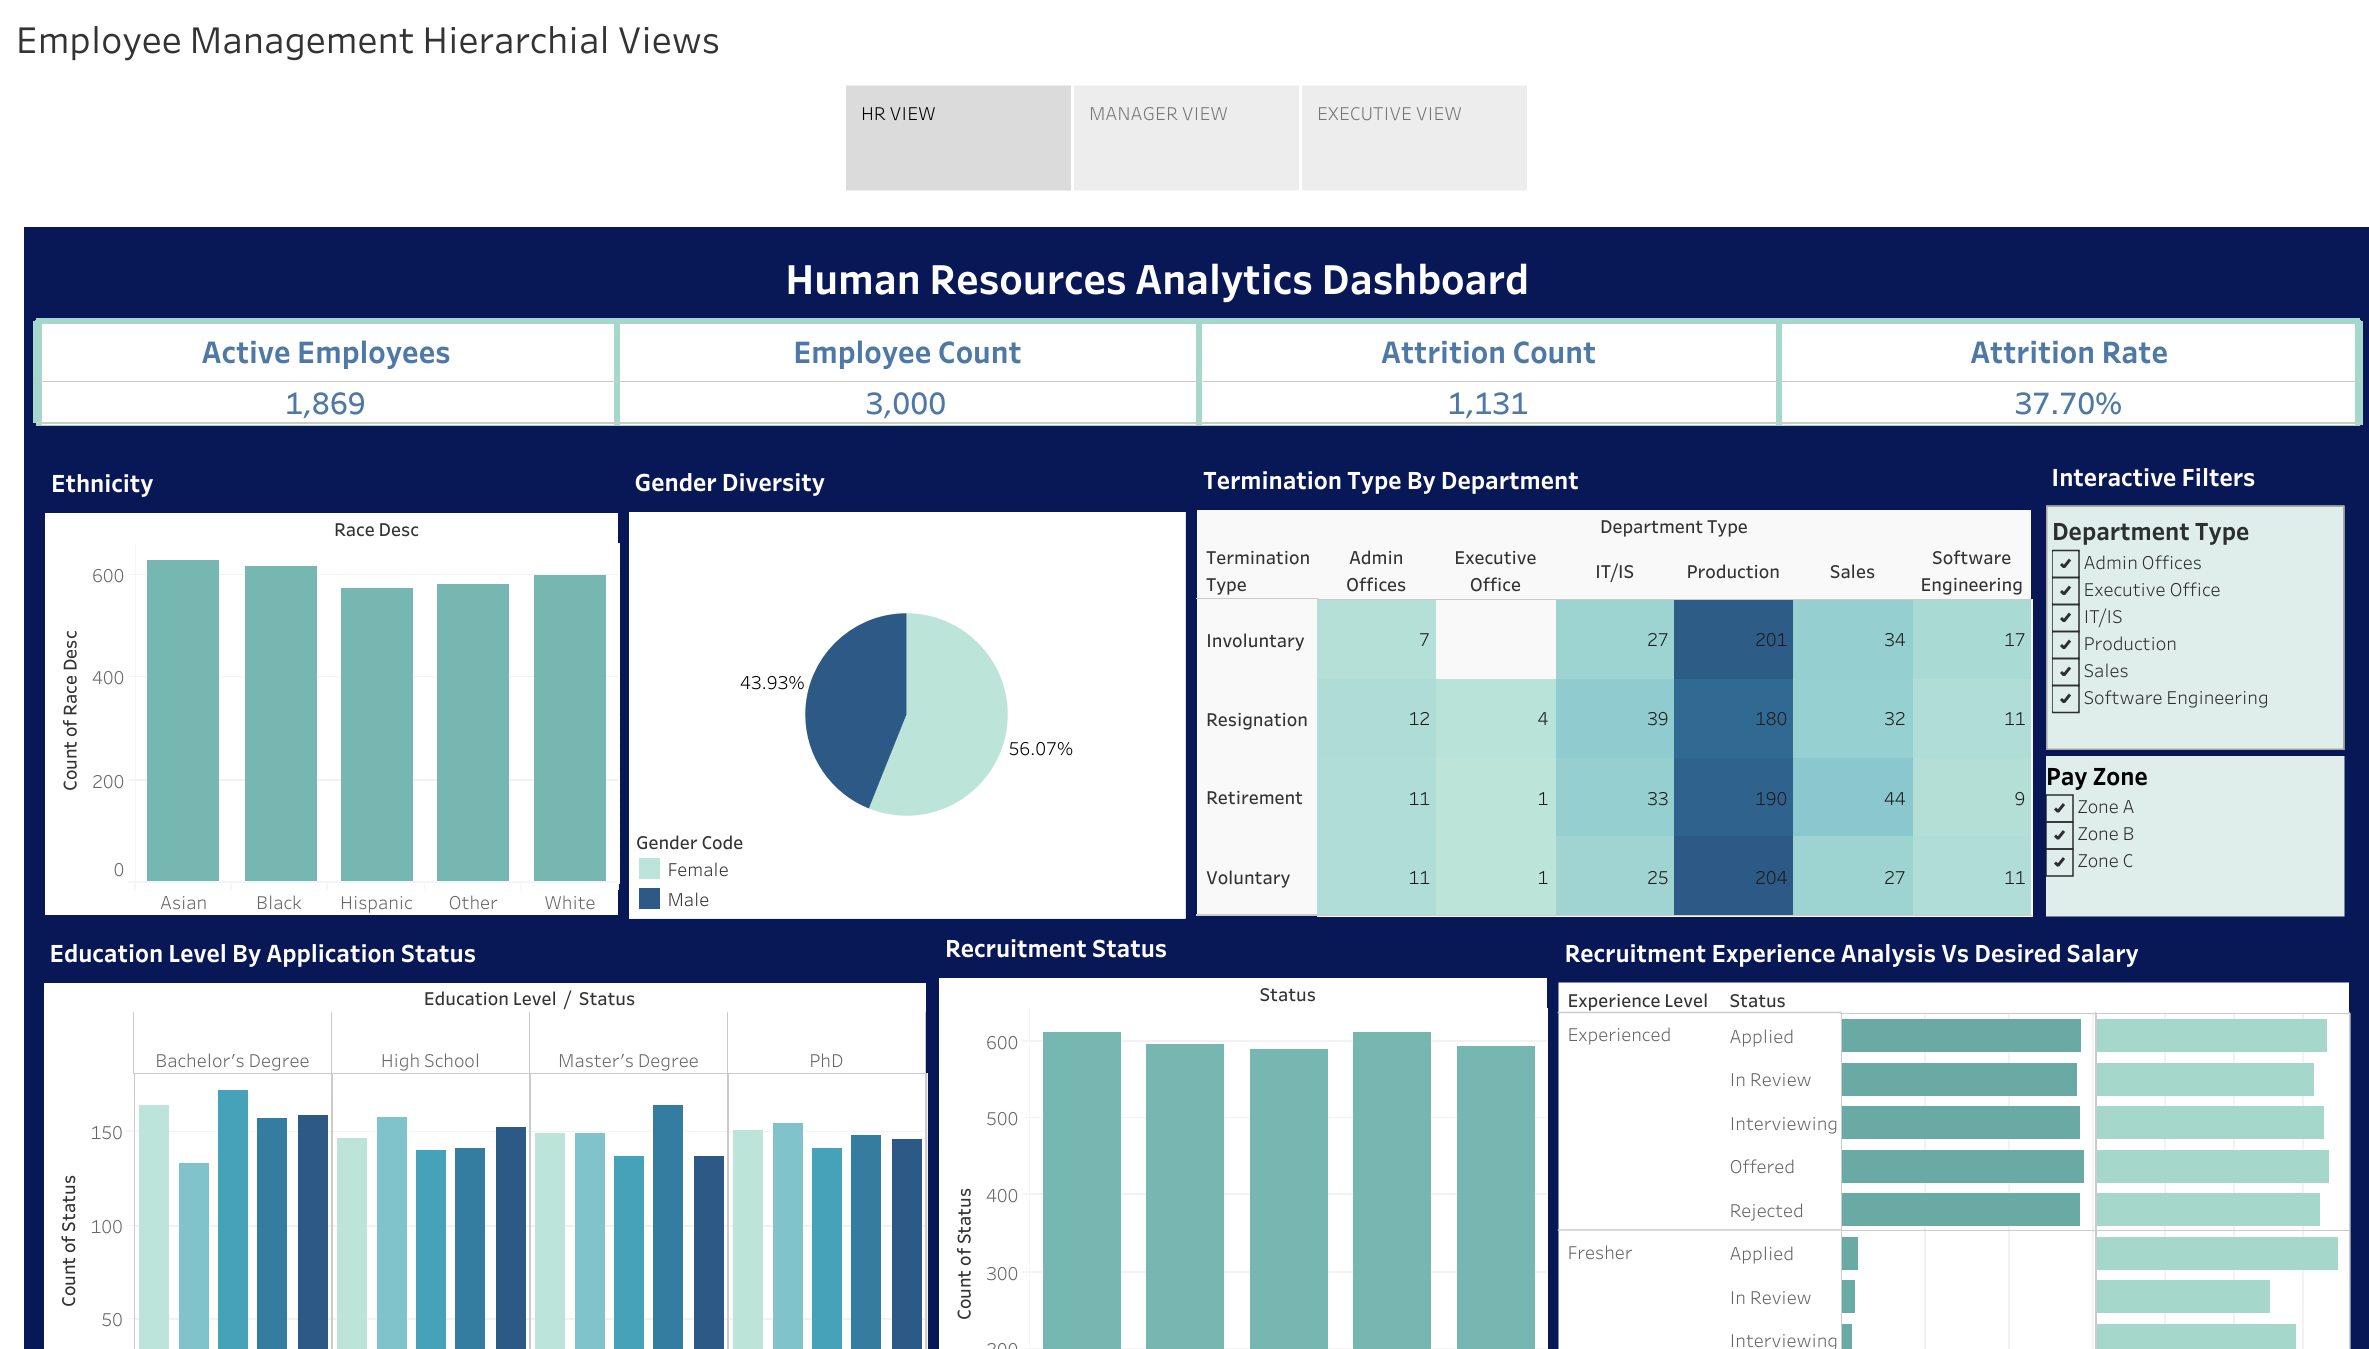 Employee Management Hierarchial Views
HR VIEW
MANAGER VIEW
EXECUTIVE VIEW
Human Resources Analytics Dashboard
Active Employees
1,869
Employee Count
3,000
Attrition Count
1,131
Attrition Rate
37.70%
Ethnicity
Race Desc
Count of Race Desc
600
400
200
0
Asian
Black
Hispanic
Other
White
Gender Diversity
43.93%
56.07%
Gender Code
Female
Male
Termination Type By Department
Department Type
Termination Type
Admin Offices
Executive Office
IT/IS
Production
Sales
Software Engineering
Involuntary 7 27 201 34 17
Resignation 12 4 39 180 32 11
Retirement 11 1 33 190 44 9
Voluntary 11 1 25 204 27 11
Interactive Filters
Department Type
Admin Offices
Executive Office
IT/IS
Production
Sales
Software Engineering
Pay Zone
Zone A
Zone B
Zone C
Education Level By Application Status
Education Level / Status
Bachelor's Degree
High School
Master's Degree
PhD
Count of Status
150
100
50
Recruitment Status
Status
Count of Status
600
500
400
300
200
Recruitment Experience Analysis Vs Desired Salary
Experience Level Status
Experienced Applied
In Review
Interviewing
Offered
Rejected
Fresher Applied
In Review
Interviewing